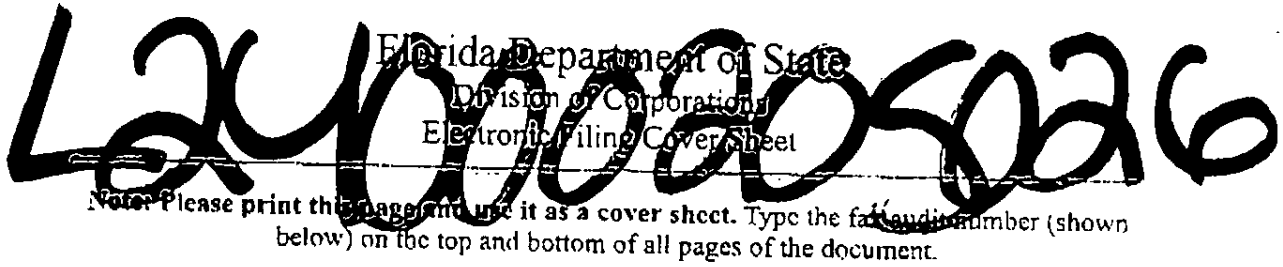 L24000205026
Florida Department of State
Division of Corporations
Electronic Filing Cover Sheet
Note: Please print this page and use it as a cover sheet. Type the fax audit number (shown
below) on the top and bottom of all pages of the document.